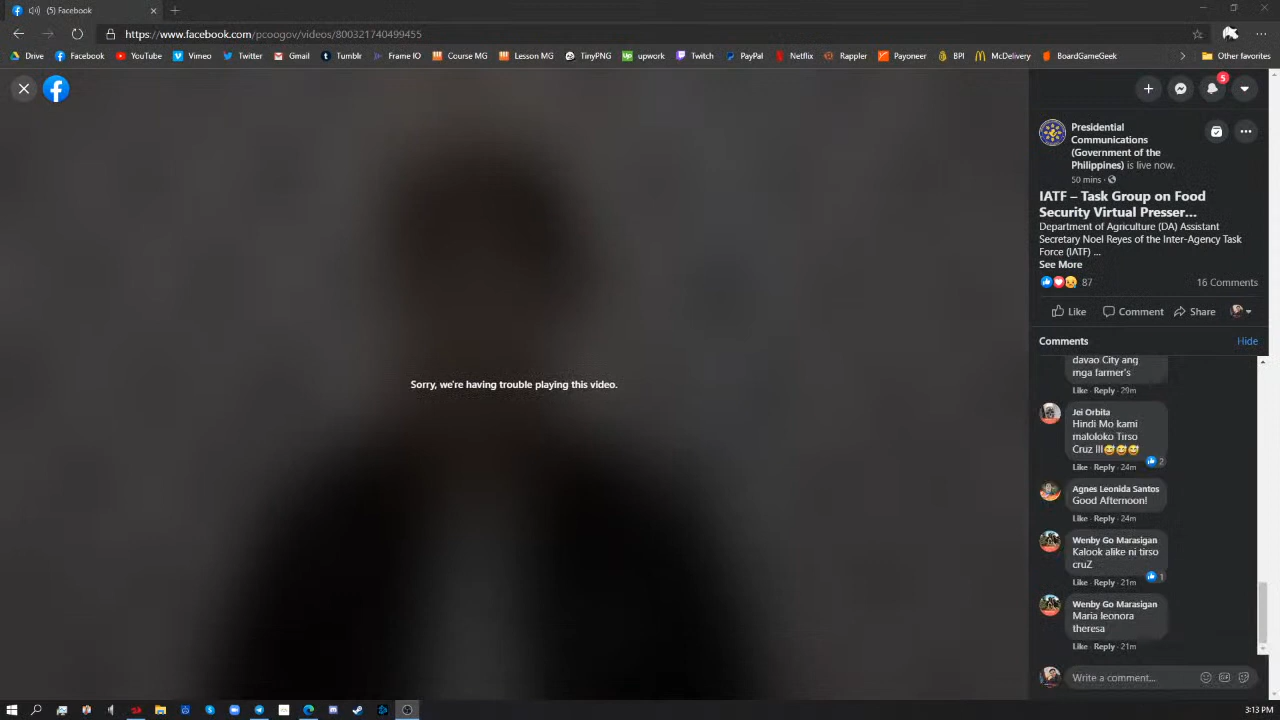 (5) Facebook
https://www.facebook.com/pcoogov/videos/800321740499455
Drive Facebook YouTube Vimeo Twitter Gmail Tumblr Frame IO Course MG Lesson MG TinyPNG upwork Twitch PayPal Netflix Rappler Payoneer BPI McDelivery BoardGameGeek Other favorites
5
Presidential
Communications
(Government of the
Philippines) is live now.
50 mins ·
IATF – Task Group on Food
Security Virtual Presser...
Department of Agriculture (DA) Assistant
Secretary Noel Reyes of the Inter-Agency Task
Force (IATF) ...
See More
87 16 Comments
Like Comment Share
Comments Hide
davao City ang
mga farmer's
Like · Reply · 29m
Jei Orbita
Hindi Mo kami
maloloko Tirso
Cruz III😅😅😅
2
Like · Reply · 24m
Agnes Leonida Santos
Good Afternoon!
Like · Reply · 24m
Wenby Go Marasigan
Kalook alike ni tirso
cruZ
1
Like · Reply · 21m
Wenby Go Marasigan
Maria leonora
theresa
Like · Reply · 21m
Write a comment...
Sorry, we're having trouble playing this video.
3:13 PM